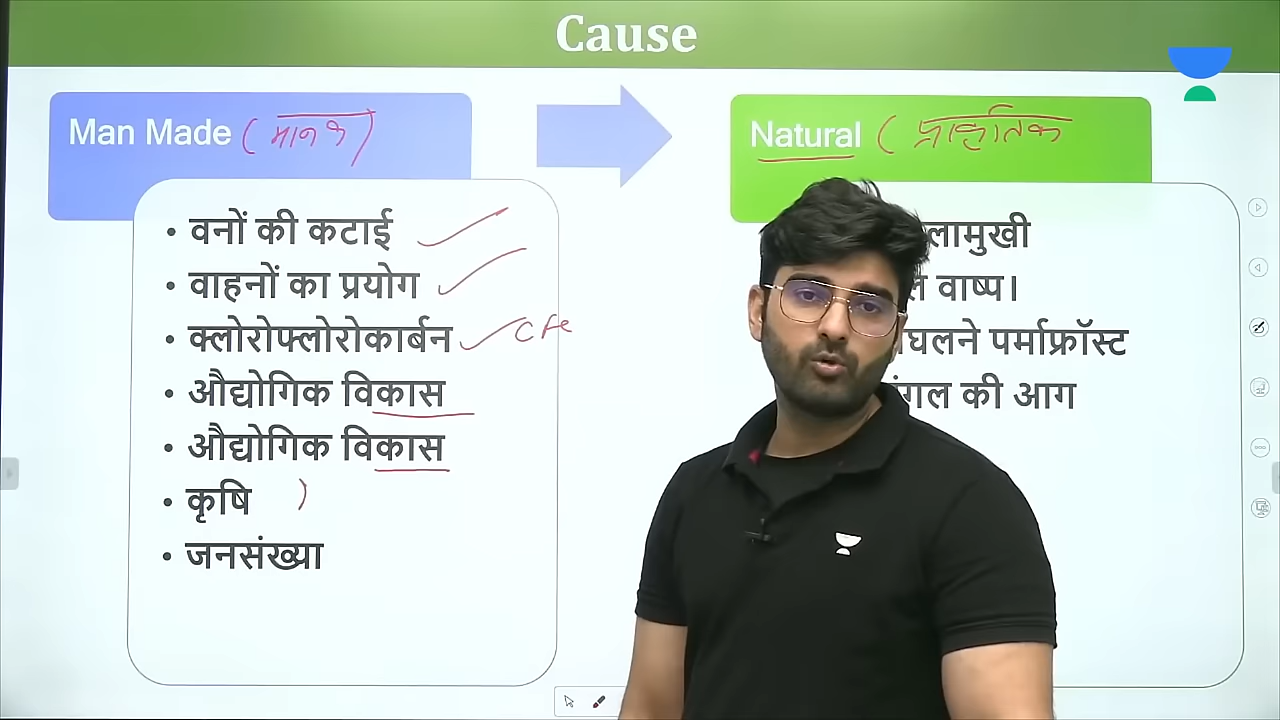 Cause
Man Made (मानव)
वनों की कटाई
वाहनों का प्रयोग
क्लोरोफ्लोरोकार्बन CFC
औद्योगिक विकास
औद्योगिक विकास
कृषि
जनसंख्या
Natural (प्राकृतिक
लामुखी
वाष्प।
घलने पर्माफ्रॉस्ट
गल की आग